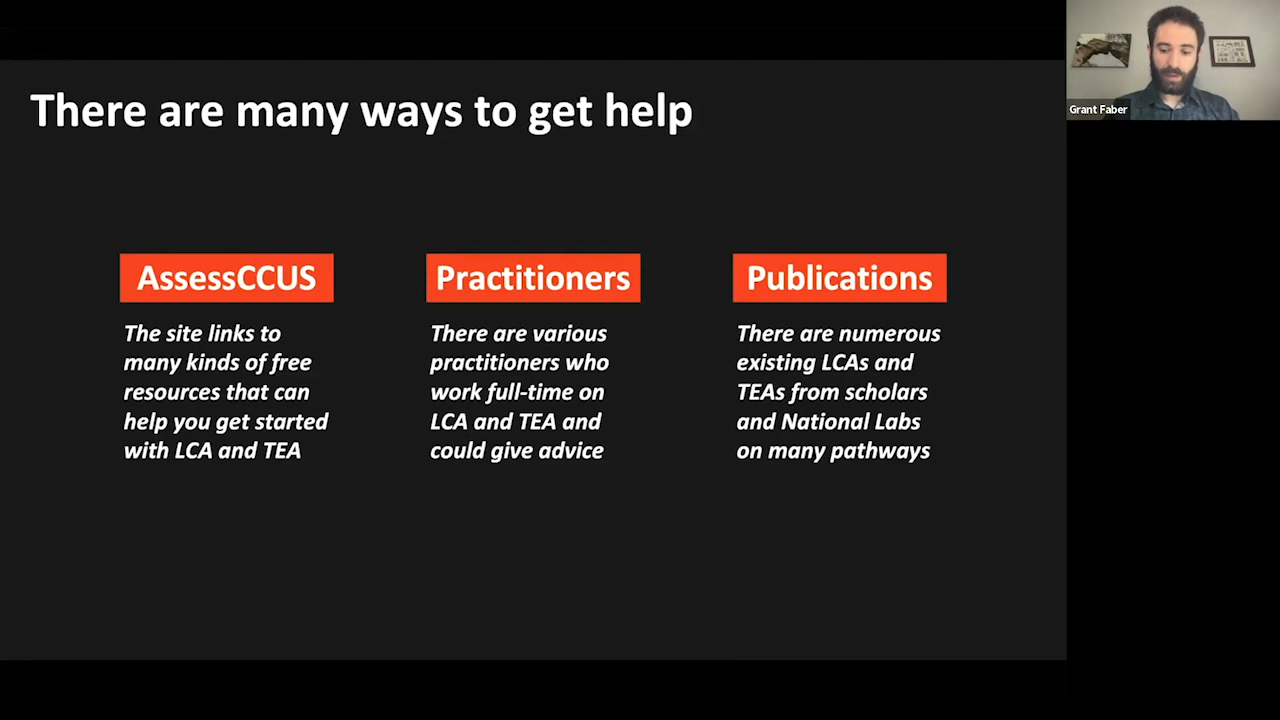 There are many ways to get help
Grant Faber
AssessCCUS
The site links to
many kinds of free
resources that can
help you get started
with LCA and TEA
Practitioners
There are various
practitioners who
work full-time on
LCA and TEA and
could give advice
Publications
There are numerous
existing LCAs and
TEAs from scholars
and National Labs
on many pathways